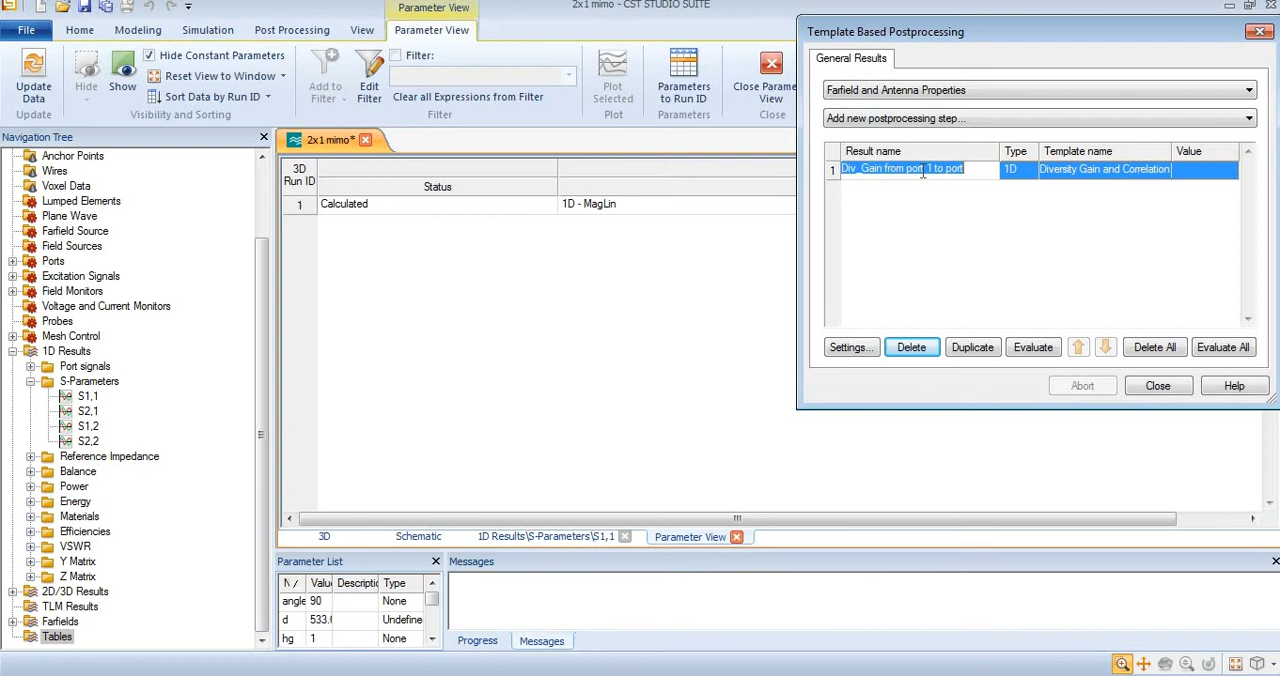 Parameter View
2x1 mimo - CST STUDIO SUITE
File
Home
Modeling
Simulation
Post Processing
View
Parameter View
Update Data
Update
Hide
Show
Hide Constant Parameters
Reset View to Window
Sort Data by Run ID
Visibility and Sorting
Add to Filter
Edit Filter
Filter:
Clear all Expressions from Filter
Filter
Plot Selected
Plot
Parameters to Run ID
Parameters
Close Parame
View
Close
Navigation Tree
Anchor Points
Wires
Voxel Data
Lumped Elements
Plane Wave
Farfield Source
Field Sources
Ports
Excitation Signals
Field Monitors
Voltage and Current Monitors
Probes
Mesh Control
1D Results
Port signals
S-Parameters
S1,1
S2,1
S1,2
S2,2
Reference Impedance
Balance
Power
Energy
Materials
Efficiencies
VSWR
Y Matrix
Z Matrix
2D/3D Results
TLM Results
Farfields
Tables
2x1 mimo*
3D Run ID
Status
1
Calculated
1D - MagLin
3D
Schematic
1D Results\S-Parameters\S1,1
Parameter View
Parameter List
N /
Valu
Descripti
Type
angle
90
None
d
533.
Undefine
hg
1
None
Messages
Progress
Messages
Template Based Postprocessing
General Results
Farfield and Antenna Properties
Add new postprocessing step...
Result name
Type
Template name
Value
1
Div_Gain from port 1 to port
1D
Diversity Gain and Correlation
Settings...
Delete
Duplicate
Evaluate
Delete All
Evaluate All
Abort
Close
Help